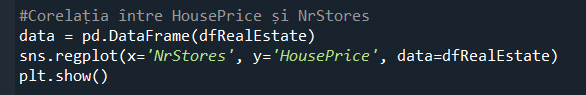 #Corelația între HousePrice și NrStores
data = pd.DataFrame(dfRealEstate)
sns.regplot(x='NrStores', y='HousePrice', data=dfRealEstate)
plt.show()